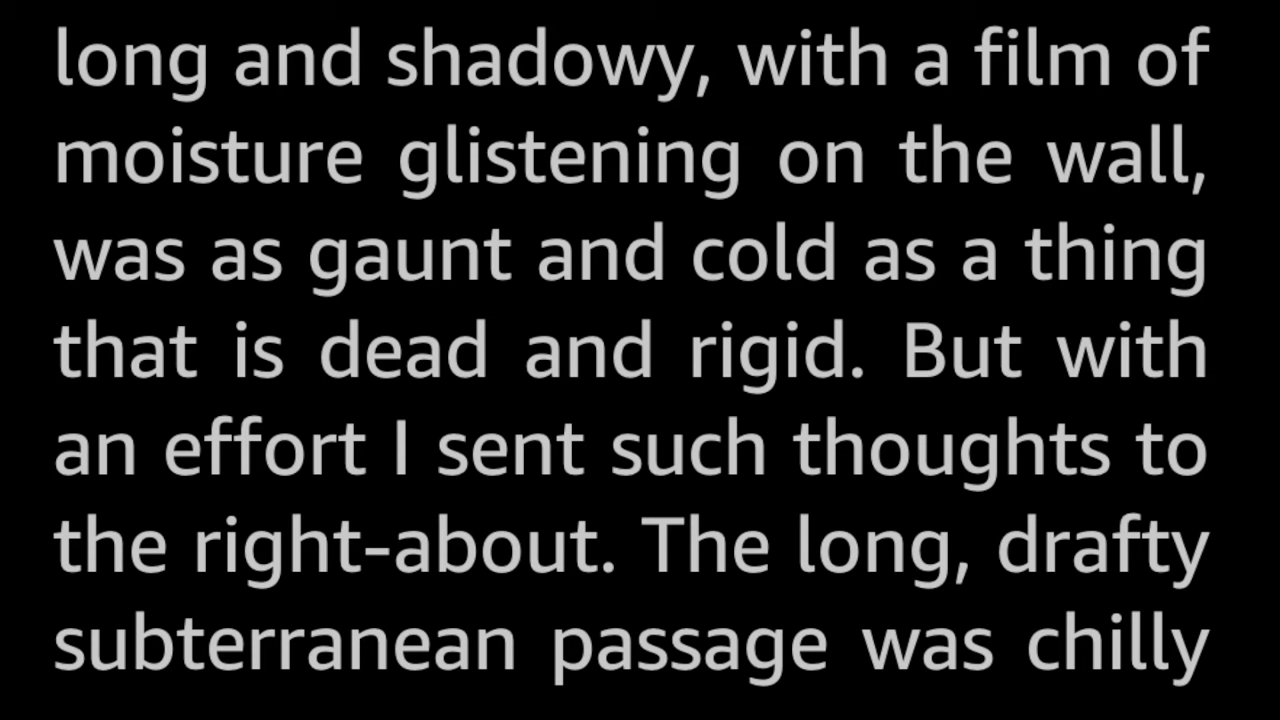 long and shadowy, with a film of
moisture glistening on the wall,
was as gaunt and cold as a thing
that is dead and rigid. But with
an effort I sent such thoughts to
the right-about. The long, drafty
subterranean passage was chilly